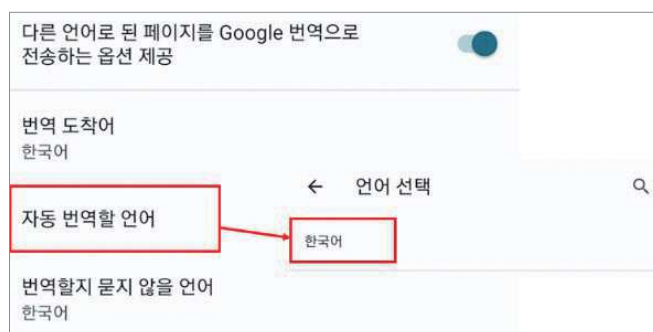 다른 언어로 된 페이지를 Google 번역으로
전송하는 옵션 제공
번역 도착어
한국어
자동 번역할 언어
번역할지 묻지 않을 언어
한국어
언어 선택
한국어